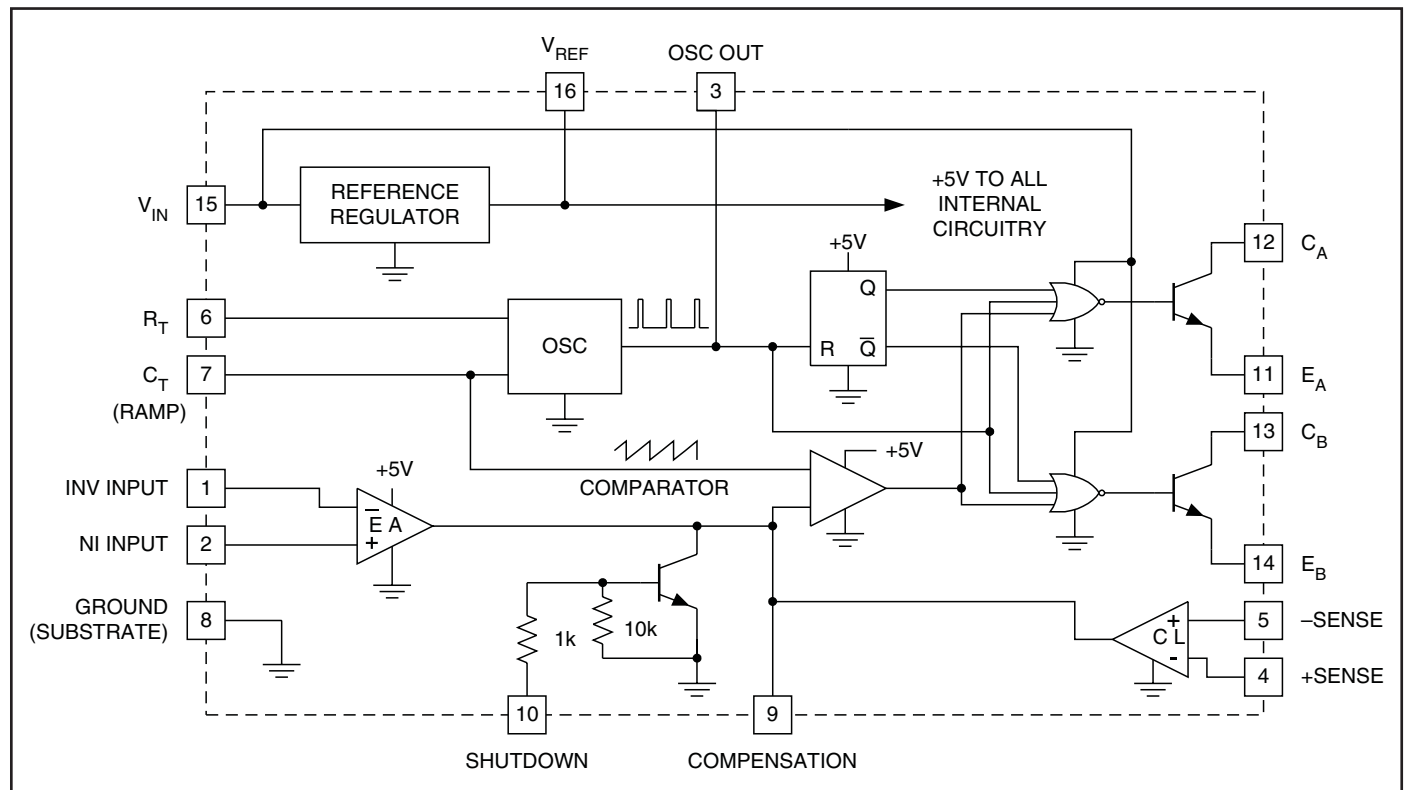 V_REF
OSC OUT
16
3
V_IN
15
REFERENCE
REGULATOR
+5V TO ALL
INTERNAL
CIRCUITRY
12
C_A
+5V
R_T
6
OSC
Q
R
Q̅
C_T
7
(RAMP)
11
E_A
13
C_B
+5V
COMPARATOR
+5V
INV INPUT
1
–
E A
+
NI INPUT
2
14
E_B
GROUND
(SUBSTRATE)
8
1k
10k
+
C L
-
5
–SENSE
4
+SENSE
10
9
SHUTDOWN
COMPENSATION